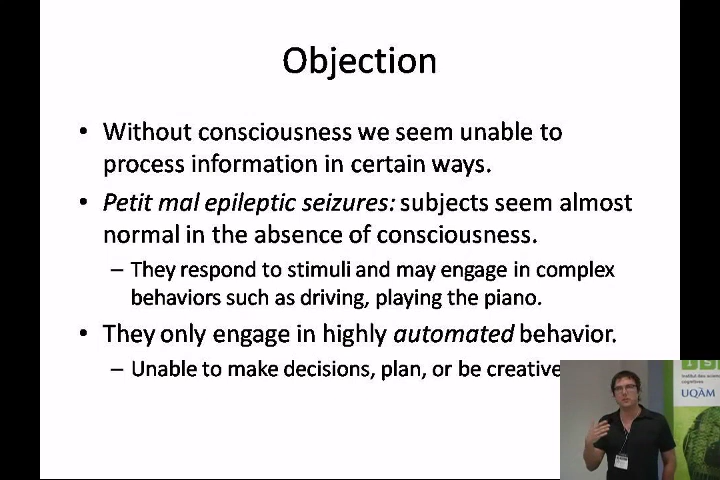 Objection
• Without consciousness we seem unable to
process information in certain ways.
• Petit mal epileptic seizures: subjects seem almost
normal in the absence of consciousness.
– They respond to stimuli and may engage in complex
behaviors such as driving, playing the piano.
• They only engage in highly automated behavior.
– Unable to make decisions, plan, or be creative
Institut des science
cognitives
UQÀM